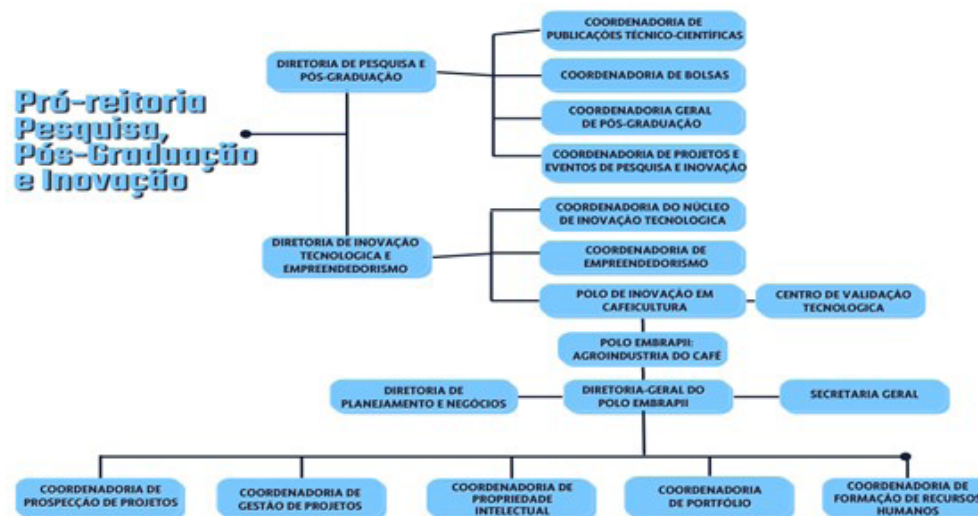 Pró-reitoria
Pesquisa,
Pós-Graduação
e Inovação
DIRETORIA DE PESQUISA E
PÓS-GRADUAÇÃO
COORDENADORIA DE
PUBLICAÇÕES TÉCNICO-CIENTÍFICAS
COORDENADORIA DE BOLSAS
COORDENADORIA GERAL
DE PÓS-GRADUAÇÃO
COORDENADORIA DE PROJETOS E
EVENTOS DE PESQUISA E INOVAÇÃO
DIRETORIA DE INOVAÇÃO
TECNOLOGICA E
EMPREENDEDORISMO
COORDENADORIA DO NÚCLEO
DE INOVAÇÃO TECNOLOGICA
COORDENADORIA DE
EMPREENDEDORISMO
POLO DE INOVAÇÃO EM
CAFEICULTURA
CENTRO DE VALIDAÇÃO
TECNOLOGICA
POLO EMBRAPII:
AGROINDUSTRIA DO CAFÉ
DIRETORIA DE
PLANEJAMENTO E NEGÓCIOS
DIRETORIA-GERAL DO
POLO EMBRAPII
SECRETARIA GERAL
COORDENADORIA DE
PROSPECÇÃO DE PROJETOS
COORDENADORIA DE
GESTÃO DE PROJETOS
COORDENADORIA DE
PROPRIEDADE
INTELECTUAL
COORDENADORIA
DE PORTFÓLIO
COORDENADORIA DE
FORMAÇÃO DE RECURSOS
HUMANOS